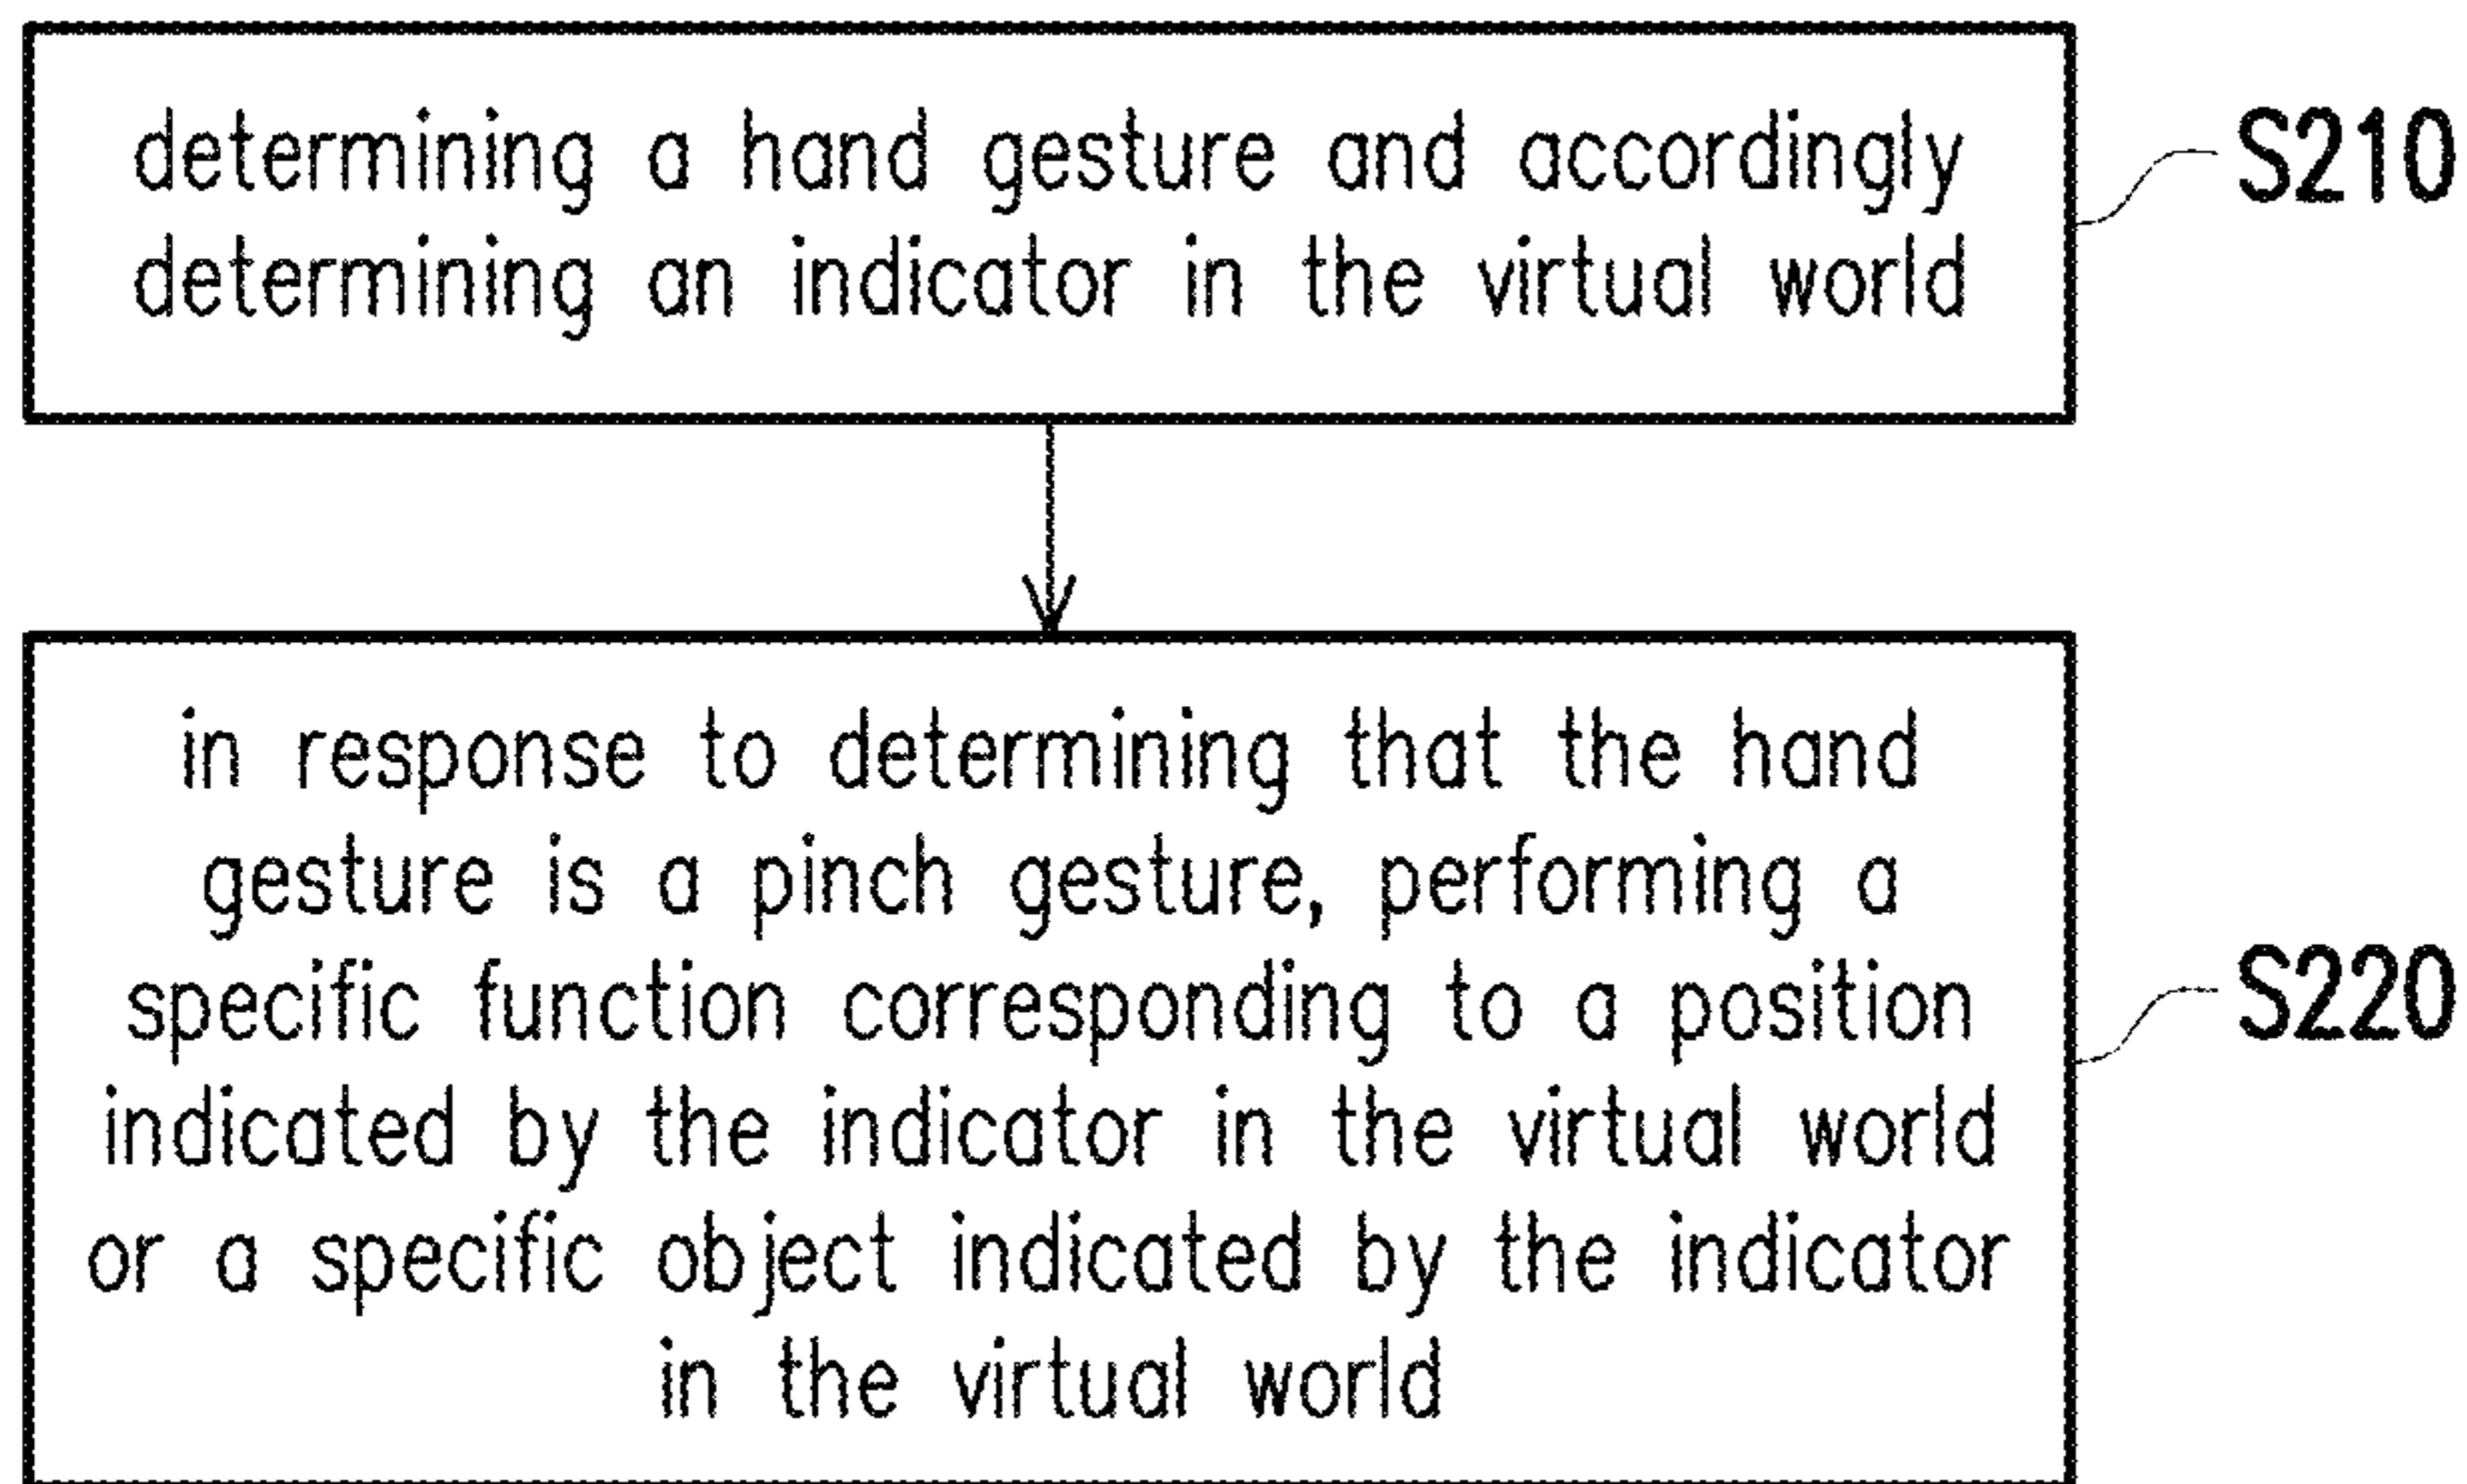 determining a hand gesture and accordingly
determining an indicator in the virtual world
S210
in response to determining that the hand
gesture is a pinch gesture, performing a
specific function corresponding to a position
indicated by the indicator in the virtual world
or a specific object indicated by the indicator
in the virtual world
S220